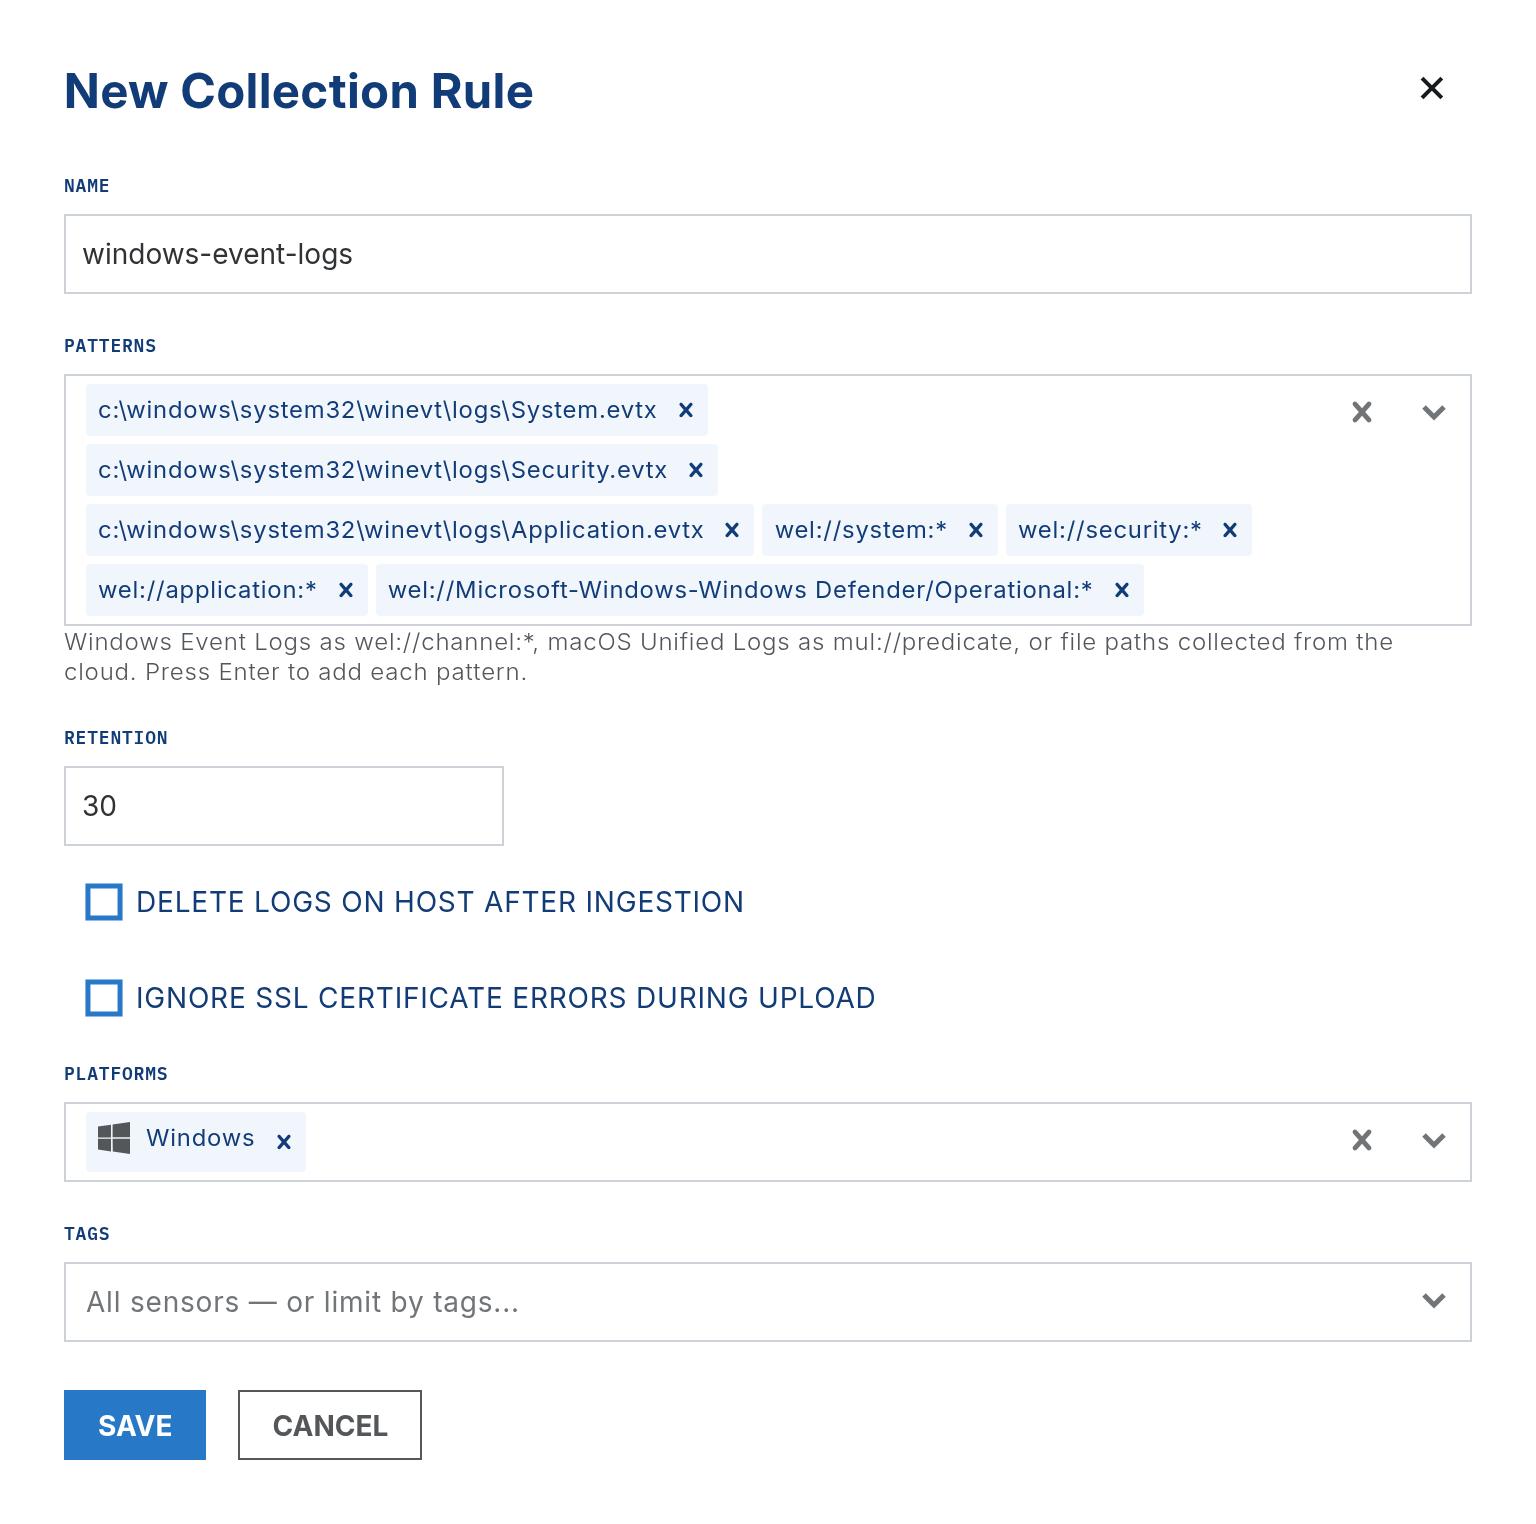 New Collection Rule
NAME
windows-event-logs
PATTERNS
c:\windows\system32\winevt\logs\System.evtx
c:\windows\system32\winevt\logs\Security.evtx
c:\windows\system32\winevt\logs\Application.evtx wel://system:* wel://security:*
wel://application:* wel://Microsoft-Windows-Windows Defender/Operational:*
Windows Event Logs as wel://channel:*, macOS Unified Logs as mul://predicate, or file paths collected from the
cloud. Press Enter to add each pattern.
RETENTION
30
DELETE LOGS ON HOST AFTER INGESTION
IGNORE SSL CERTIFICATE ERRORS DURING UPLOAD
PLATFORMS
Windows
TAGS
All sensors — or limit by tags...
SAVE CANCEL